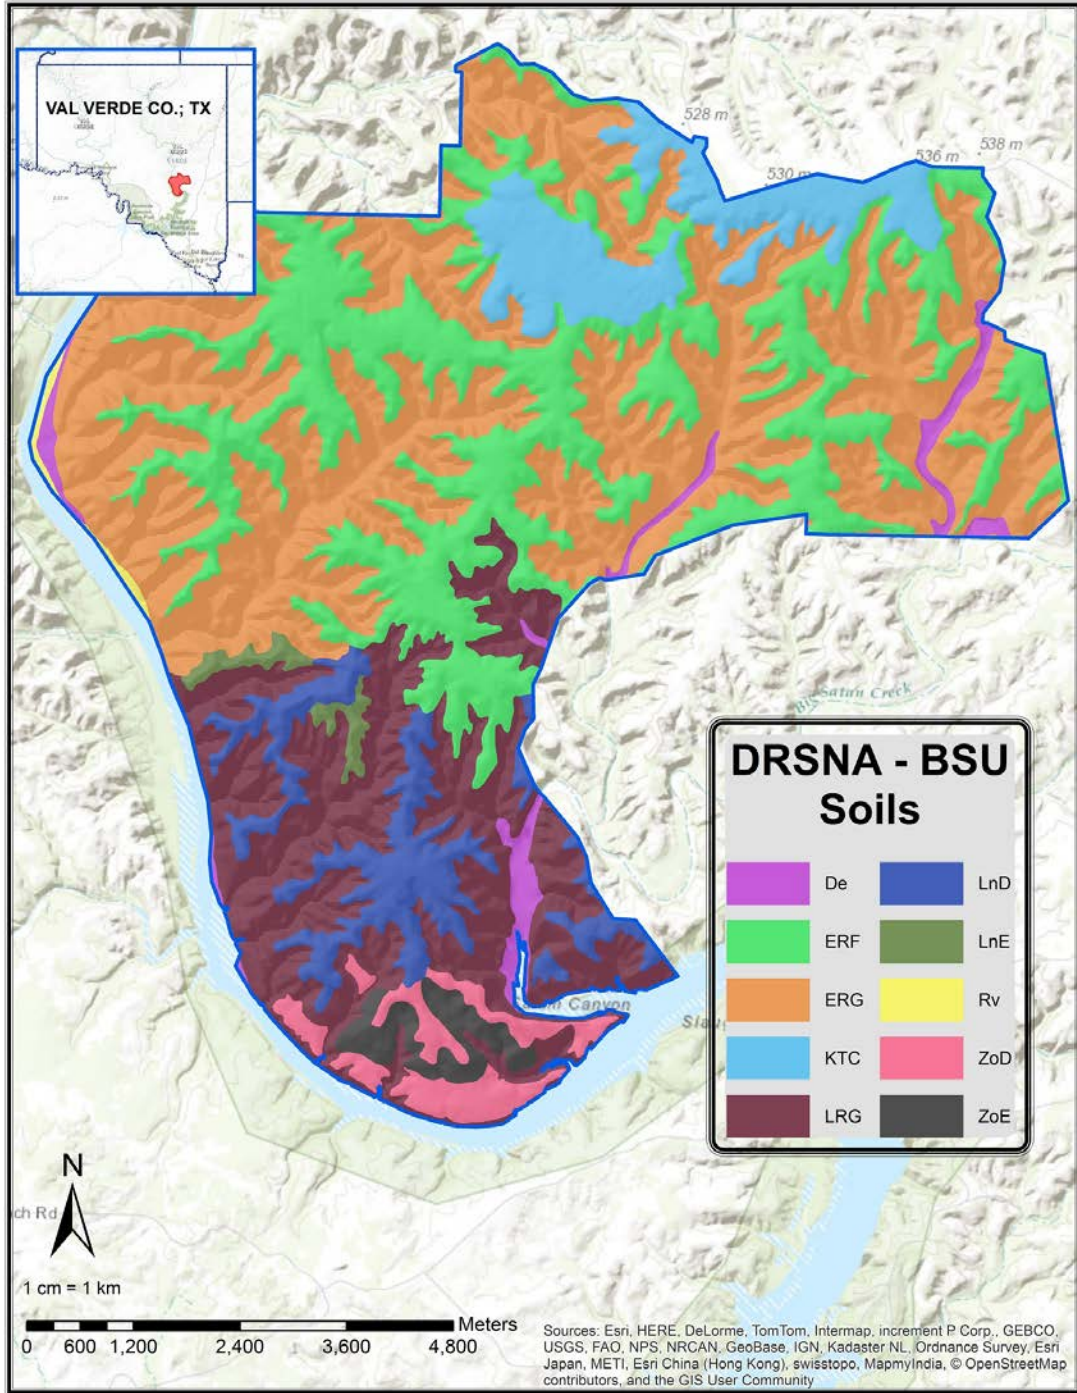 VAL VERDE CO.; TX
528 m
538 m
536 m
530 m
Big Satan Creek
DRSNA - BSU
Soils
De
LnD
ERF
LnE
ERG
Rv
KTC
ZoD
LRG
ZoE
Canyon
N
ch Rd
1 cm = 1 km
Meters
0 600 1,200 2,400 3,600 4,800
Sources: Esri, HERE, DeLorme, TomTom, Intermap, increment P Corp., GEBCO,
USGS, FAO, NPS, NRCAN, GeoBase, IGN, Kadaster NL, Ordnance Survey, Esri
Japan, METI, Esri China (Hong Kong), swisstopo, MapmyIndia, © OpenStreetMap
contributors, and the GIS User Community